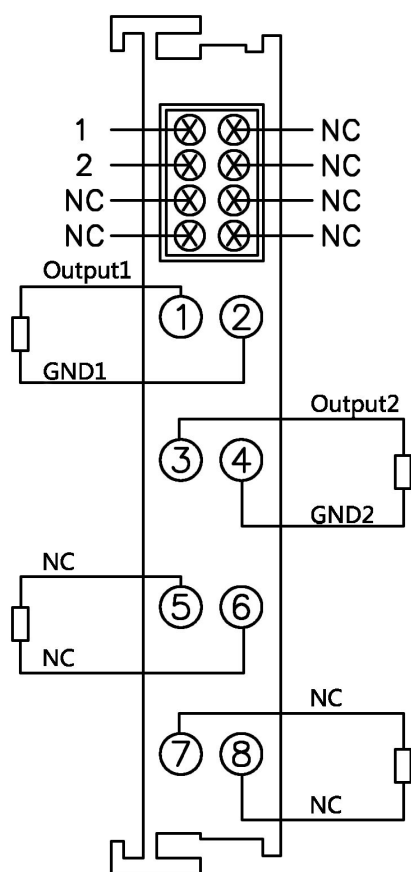 1 NC
2 NC
NC NC
NC NC
Output1
1 2
GND1
Output2
3 4
GND2
NC
5 6
NC
NC
7 8
NC